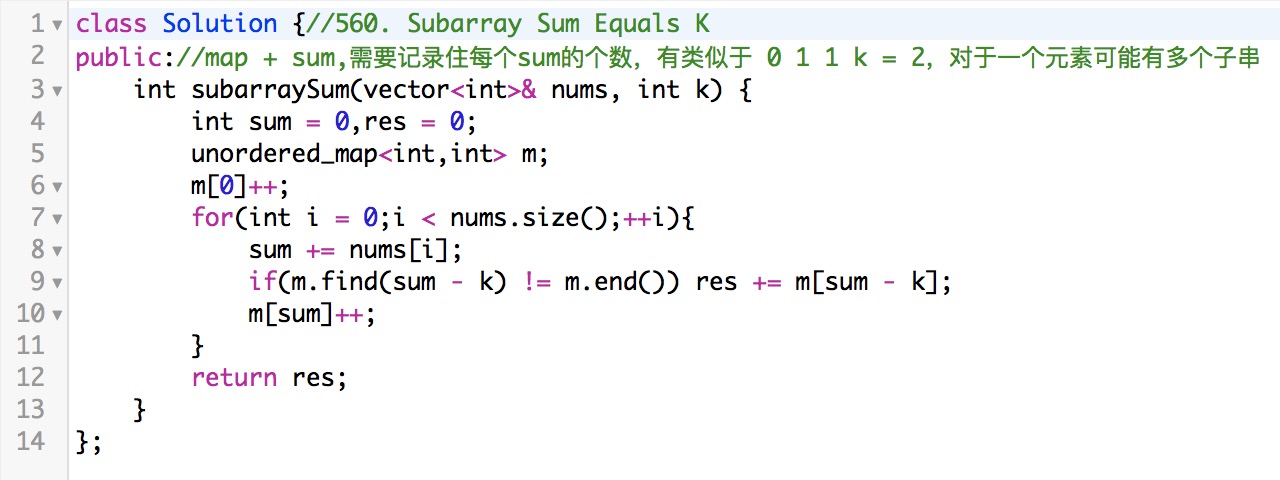 1 class Solution {//560. Subarray Sum Equals K
2 public://map + sum,需要记录住每个sum的个数，有类似于 0 1 1 k = 2，对于一个元素可能有多个子串
3     int subarraySum(vector<int>& nums, int k) {
4         int sum = 0,res = 0;
5         unordered_map<int,int> m;
6         m[0]++;
7         for(int i = 0;i < nums.size();++i){
8             sum += nums[i];
9             if(m.find(sum - k) != m.end()) res += m[sum - k];
10             m[sum]++;
11         }
12         return res;
13     }
14 };